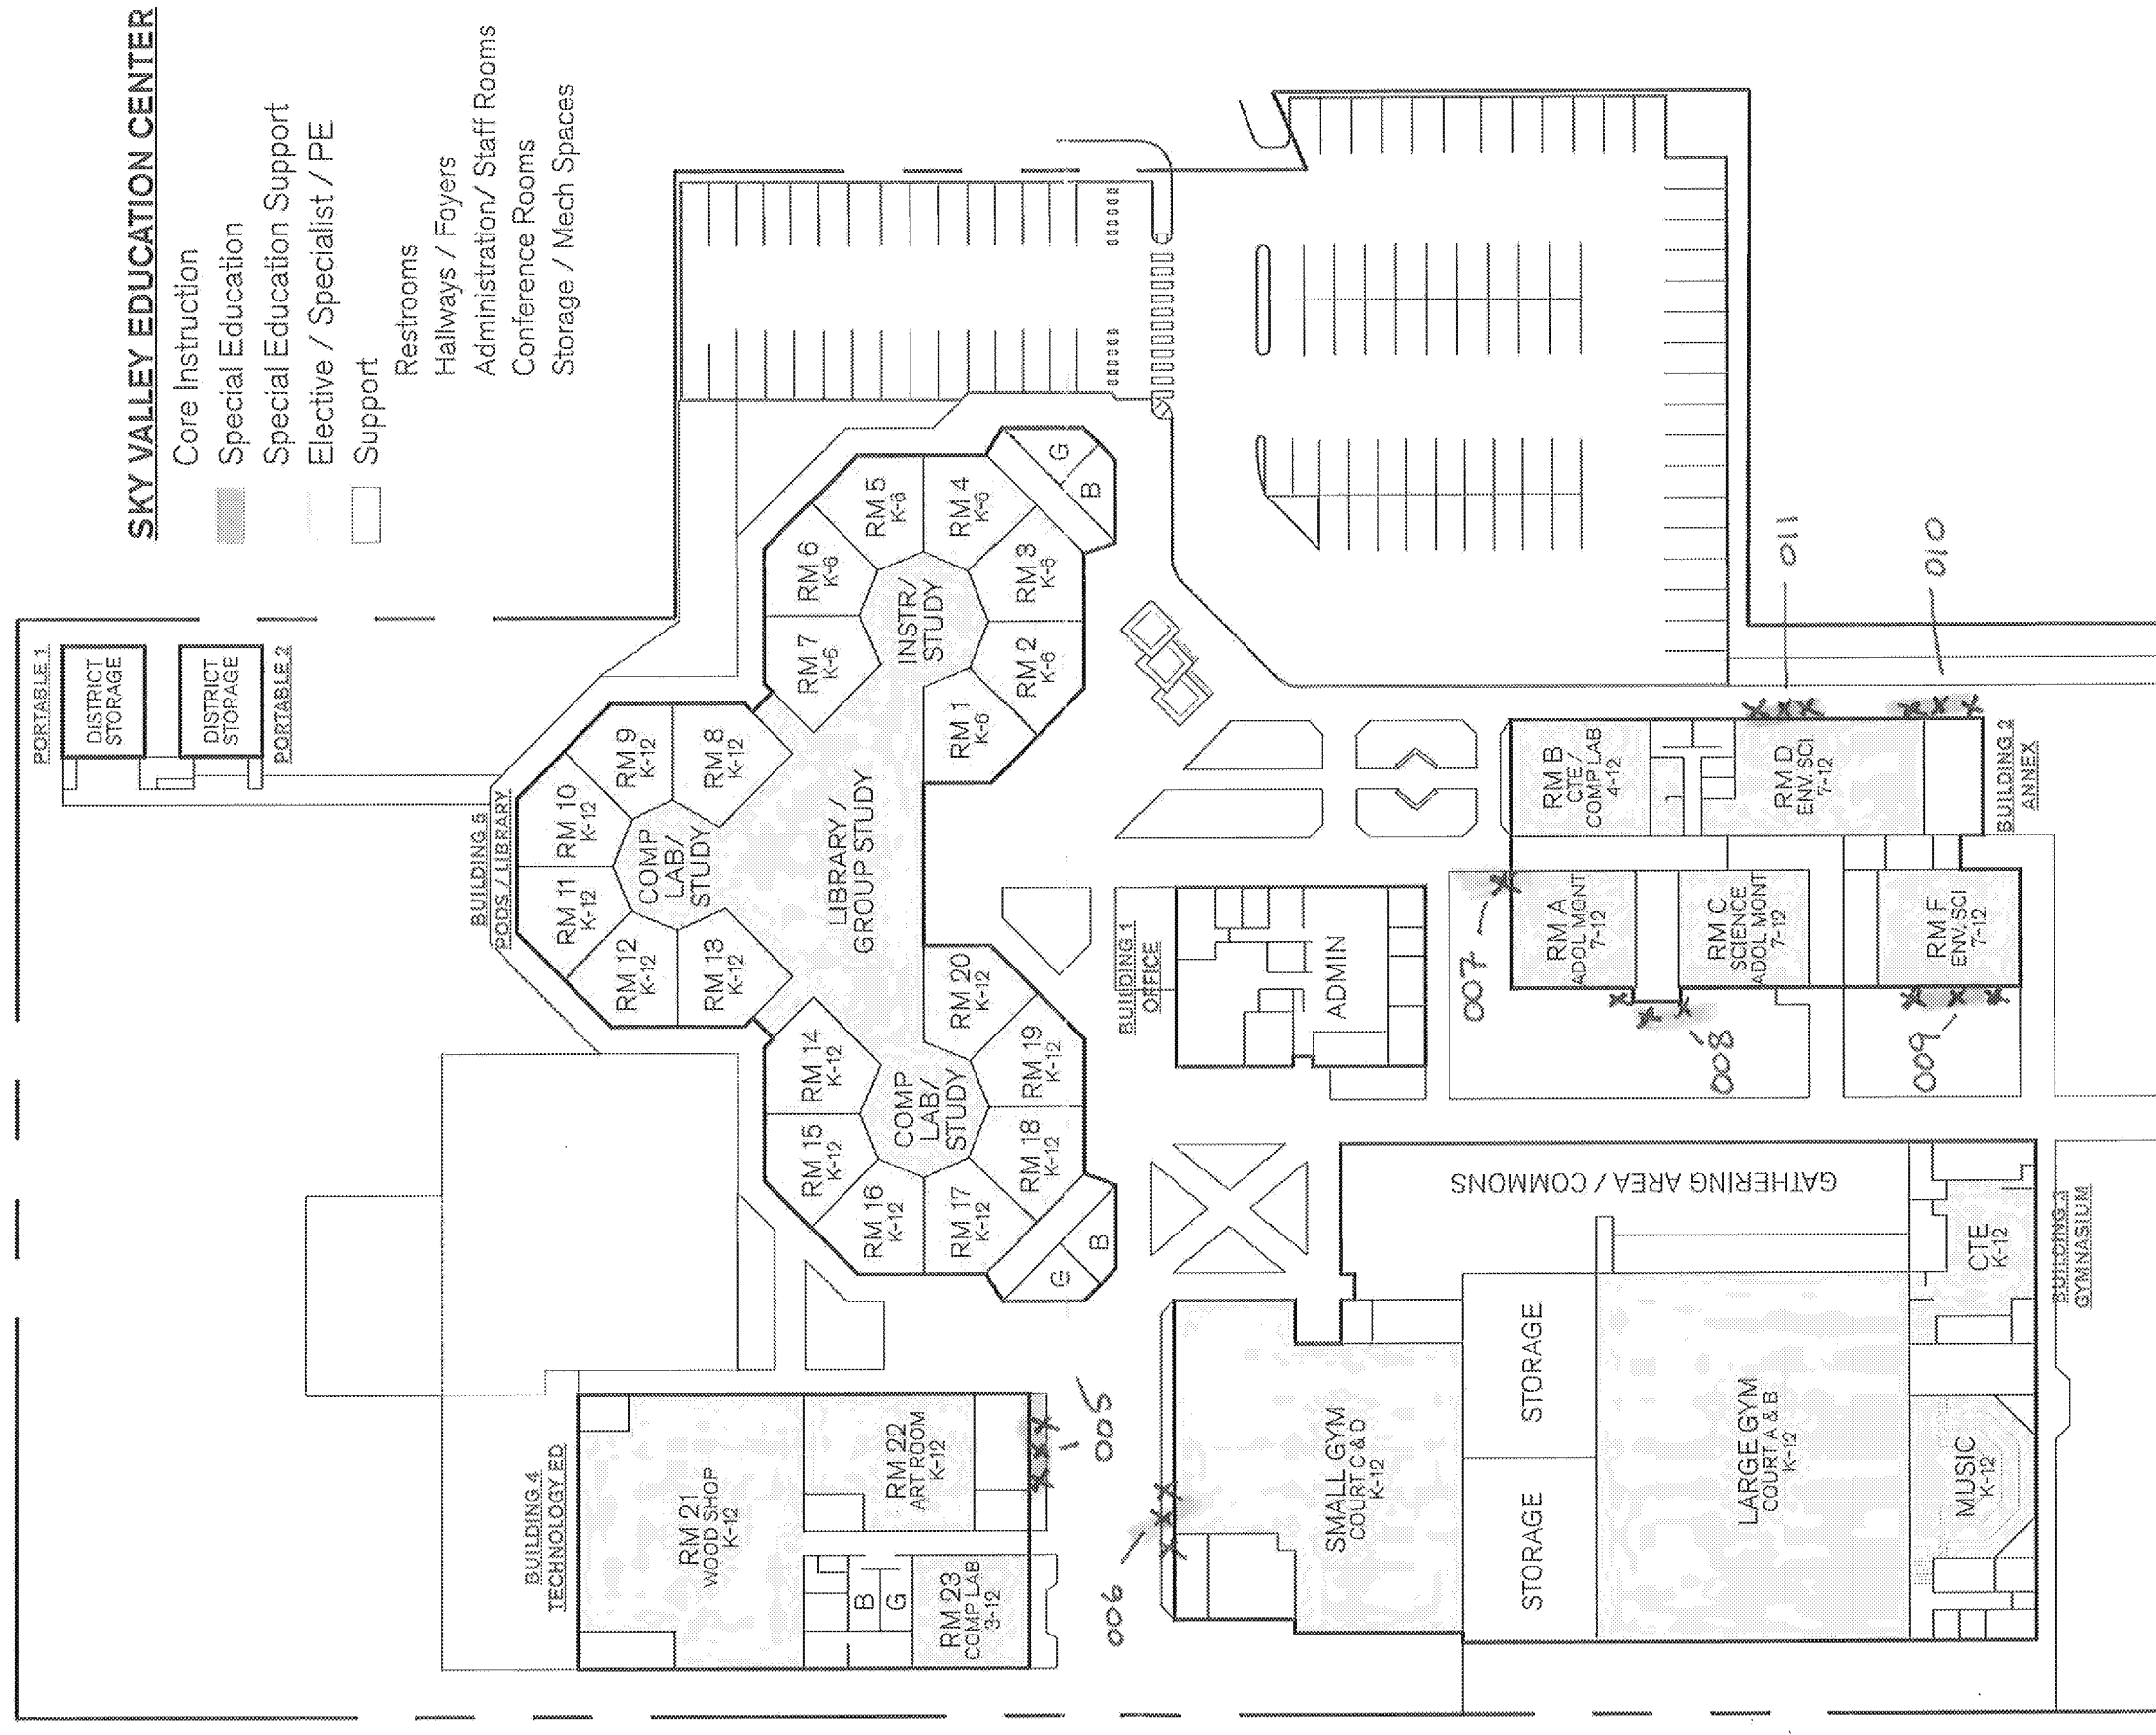 SKY VALLEY EDUCATION CENTER
Core Instruction
Special Education
Special Education Support
Elective / Specialist / PE
Support
Restrooms
Hallways / Foyers
Administration/ Staff Rooms
Conference Rooms
Storage / Mech Spaces
PORTABLE 1
DISTRICT
STORAGE
DISTRICT
STORAGE
PORTABLE 2
BUILDING 5
PODS / LIBRARY
RM 1
K-6
RM 2
K-6
RM 3
K-6
RM 4
K-6
RM 5
K-6
RM 6
K-6
RM 7
K-6
INSTR/
STUDY
G
B
RM 8
K-12
RM 9
K-12
RM 10
K-12
RM 11
K-12
RM 12
K-12
RM 13
K-12
COMP
LAB/
STUDY
LIBRARY /
GROUP STUDY
RM 14
K-12
RM 15
K-12
RM 16
K-12
RM 17
K-12
RM 18
K-12
RM 19
K-12
RM 20
K-12
COMP
LAB/
STUDY
G
B
BUILDING 4
TECHNOLOGY ED
RM 21
WOOD SHOP
K-12
RM 22
ART ROOM
K-12
B
G
RM 23
COMP LAB
3-12
005
BUILDING 1
OFFICE
ADMIN
006
SMALL GYM
COURT C & D
K-12
STORAGE
STORAGE
GATHERING AREA / COMMONS
LARGE GYM
COURT A & B
K-12
MUSIC
K-12
CTE
K-12
BUILDING 3
GYMNASIUM
RM B
CTE /
COMP LAB
4-12
RM D
ENV. SCI
7-12
BUILDING 2
ANNEX
RM A
ADOL MONT
7-12
RM C
SCIENCE
ADOL MONT
7-12
RM F
ENV. SCI
7-12
007
008
009
010
011